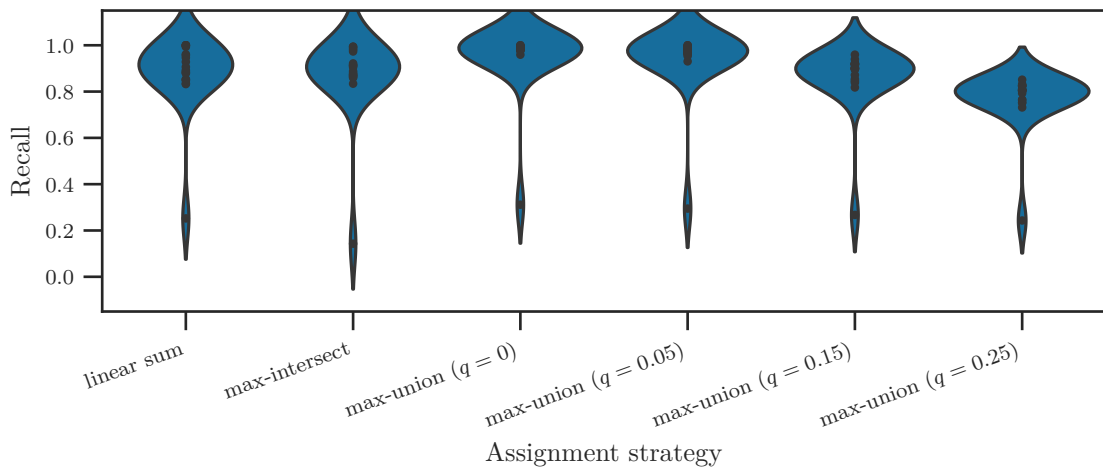 Recall
1.0
0.8
0.6
0.4
0.2
0.0
linear sum
max-intersect
max-union (q = 0)
max-union (q = 0.05)
max-union (q = 0.15)
max-union (q = 0.25)
Assignment strategy